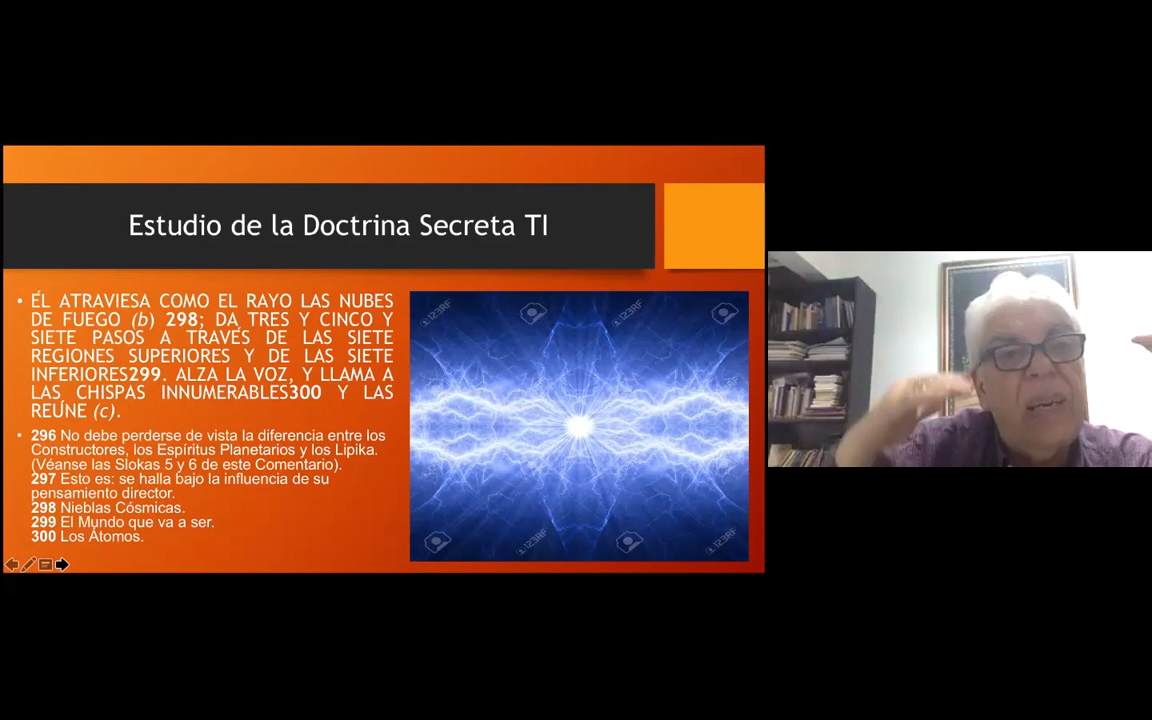 Estudio de la Doctrina Secreta TI
• ÉL ATRAVIESA COMO EL RAYO LAS NUBES
DE FUEGO (b) 298; DA TRES Y CINCO Y
SIETE PASOS A TRAVÉS DE LAS SIETE
REGIONES SUPERIORES Y DE LAS SIETE
INFERIORES299. ALZA LA VOZ, Y LLAMA A
LAS CHISPAS INNUMERABLES300 Y LAS
REÚNE (c).
• 296 No debe perderse de vista la diferencia entre los
Constructores, los Espíritus Planetarios y los Lipika.
(Véanse las Slokas 5 y 6 de este Comentario).
297 Esto es: se halla bajo la influencia de su
pensamiento director.
298 Nieblas Cósmicas.
299 El Mundo que va a ser.
300 Los Átomos.
123RF
123RF
123RF
123RF